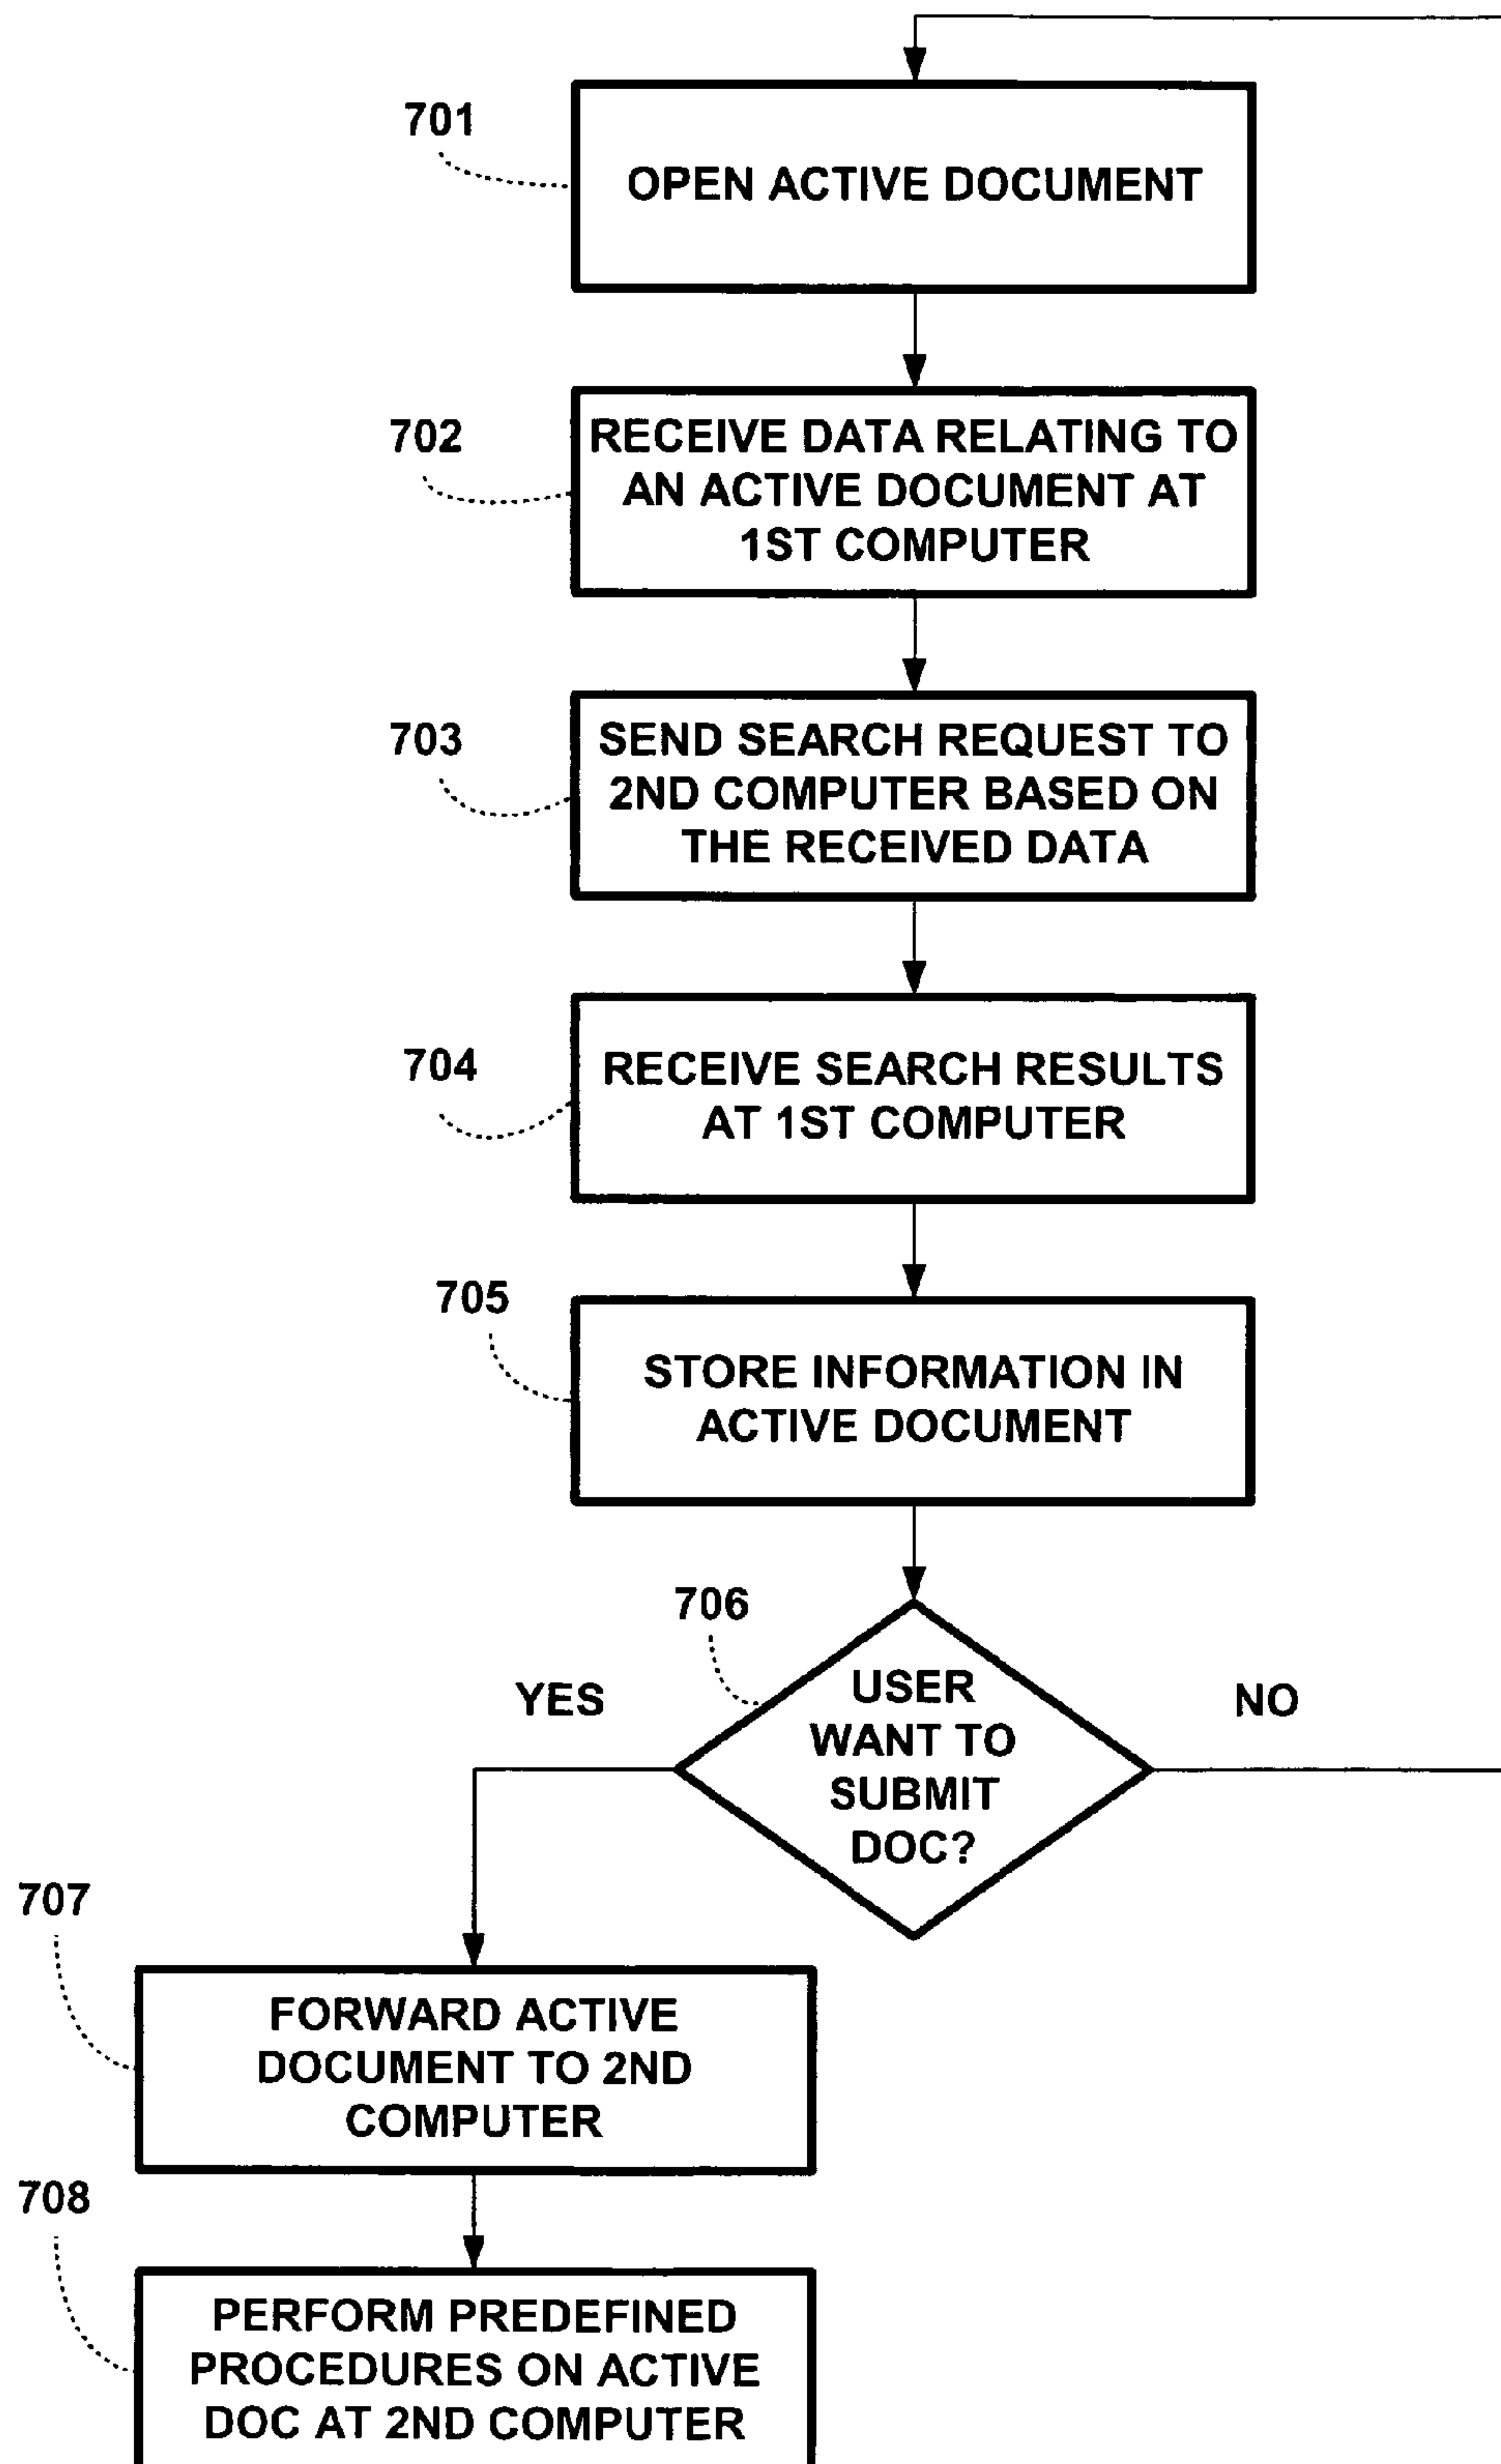 701
OPEN ACTIVE DOCUMENT
702
RECEIVE DATA RELATING TO
AN ACTIVE DOCUMENT AT
1ST COMPUTER
703
SEND SEARCH REQUEST TO
2ND COMPUTER BASED ON
THE RECEIVED DATA
704
RECEIVE SEARCH RESULTS
AT 1ST COMPUTER
705
STORE INFORMATION IN
ACTIVE DOCUMENT
706
USER
WANT TO
SUBMIT
DOC?
YES
NO
707
FORWARD ACTIVE
DOCUMENT TO 2ND
COMPUTER
708
PERFORM PREDEFINED
PROCEDURES ON ACTIVE
DOC AT 2ND COMPUTER